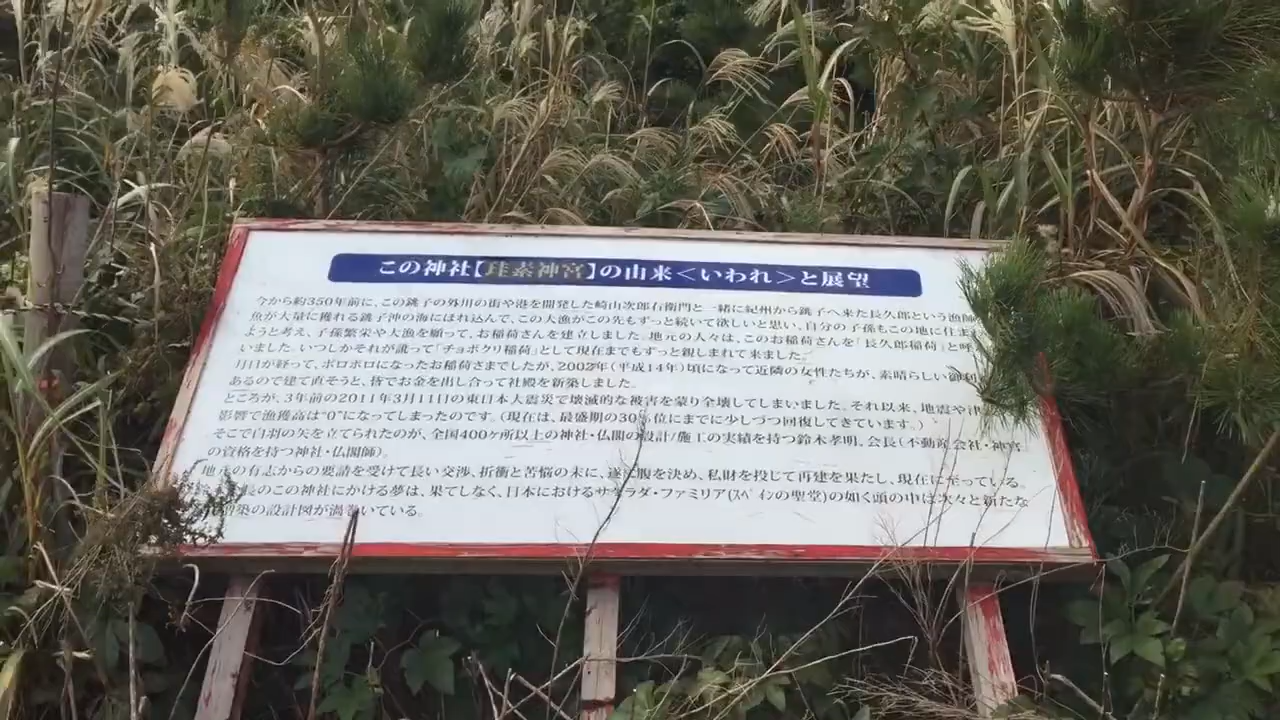 この神社【珪素神宮】の由来＜いわれ＞と展望
今から約350年前に、この銚子の外川の街や港を開発した崎山次郎右衛門と一緒に紀州から銚子へ来た長久郎という漁師
魚が大量に獲れる銚子沖の海にほれ込んで、この大漁がこの先もずっと続いて欲しいと思い、自分の子孫もこの地に住ま
ようと考え、子孫繁栄や大漁を願って、お稲荷さんを建立しました。地元の人々は、このお稲荷さんを「長久郎稲荷」と呼
いました。いつしかそれが訛って「チョボクリ稲荷」として現在までもずっと親しまれて来ました。
月日が経って、ボロボロになったお稲荷さまでしたが、2002年（平成14年）頃になって近隣の女性たちが、素晴らしい御利
あるので建て直そうと、皆でお金を出し合って社殿を新築しました。
ところが、3年前の2011年3月11日の東日本大震災で壊滅的な被害を蒙り全壊してしまいました。それ以来、地震や津
影響で漁獲高は"0"になってしまったのです。（現在は、最盛期の30%位にまでに少しづつ回復してきています。）
そこで白羽の矢を立てられたのが、全国400ケ所以上の神社・仏閣の設計/施工の実績を持つ鈴木孝明、会長（不動産会社・神宮
の資格を持つ神社・仏閣師）。
地元の有志からの要請を受けて長い交渉、折衝と苦悩の末に、遂に腹を決め、私財を投じて再建を果たし、現在に至っている。
長のこの神社にかける夢は、果てしなく、日本におけるサグラダ・ファミリア（スペインの聖堂）の如く頭の中は次々と新たな
増築の設計図が渦巻いている。